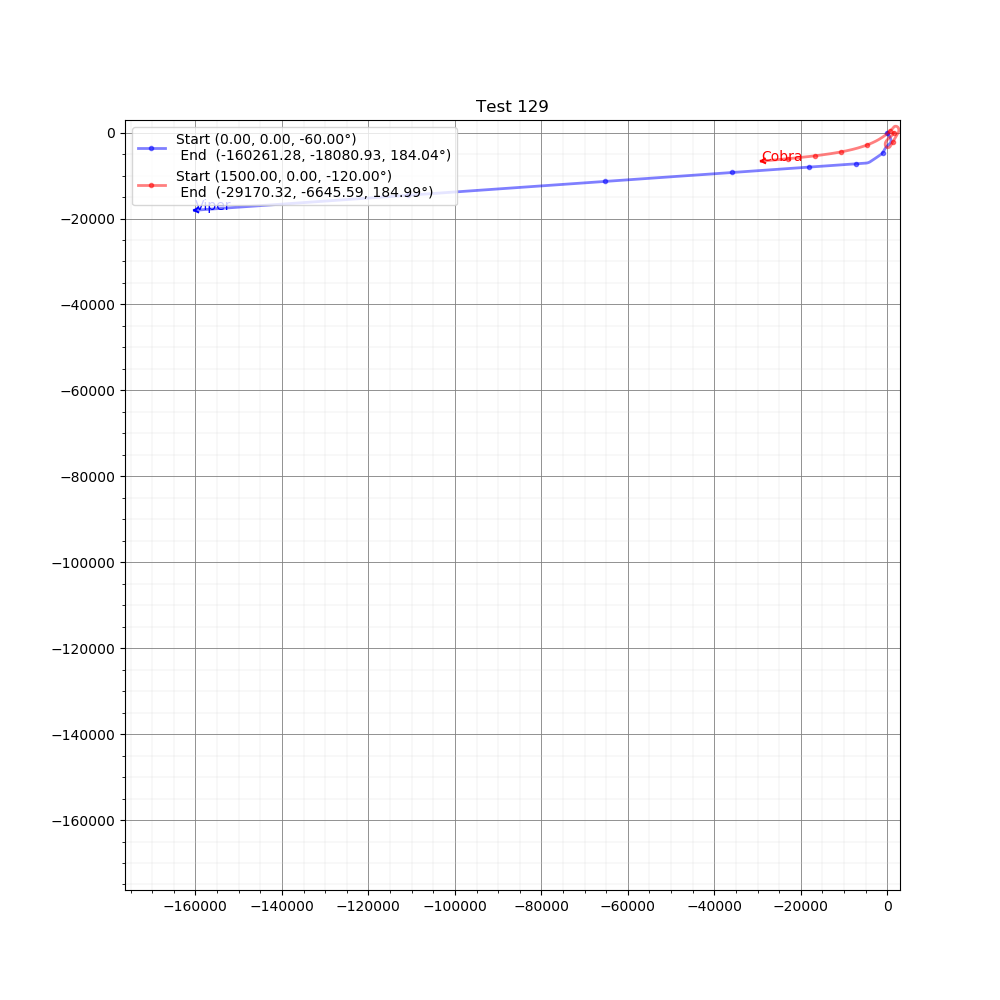 Test 129
Start (0.00, 0.00, -60.00°)
End (-160261.28, -18080.93, 184.04°)
Start (1500.00, 0.00, -120.00°)
End (-29170.32, -6645.59, 184.99°)
Cobra
Viper
0
−20000
−40000
−60000
−80000
−100000
−120000
−140000
−160000
−160000 −140000 −120000 −100000 −80000 −60000 −40000 −20000 0